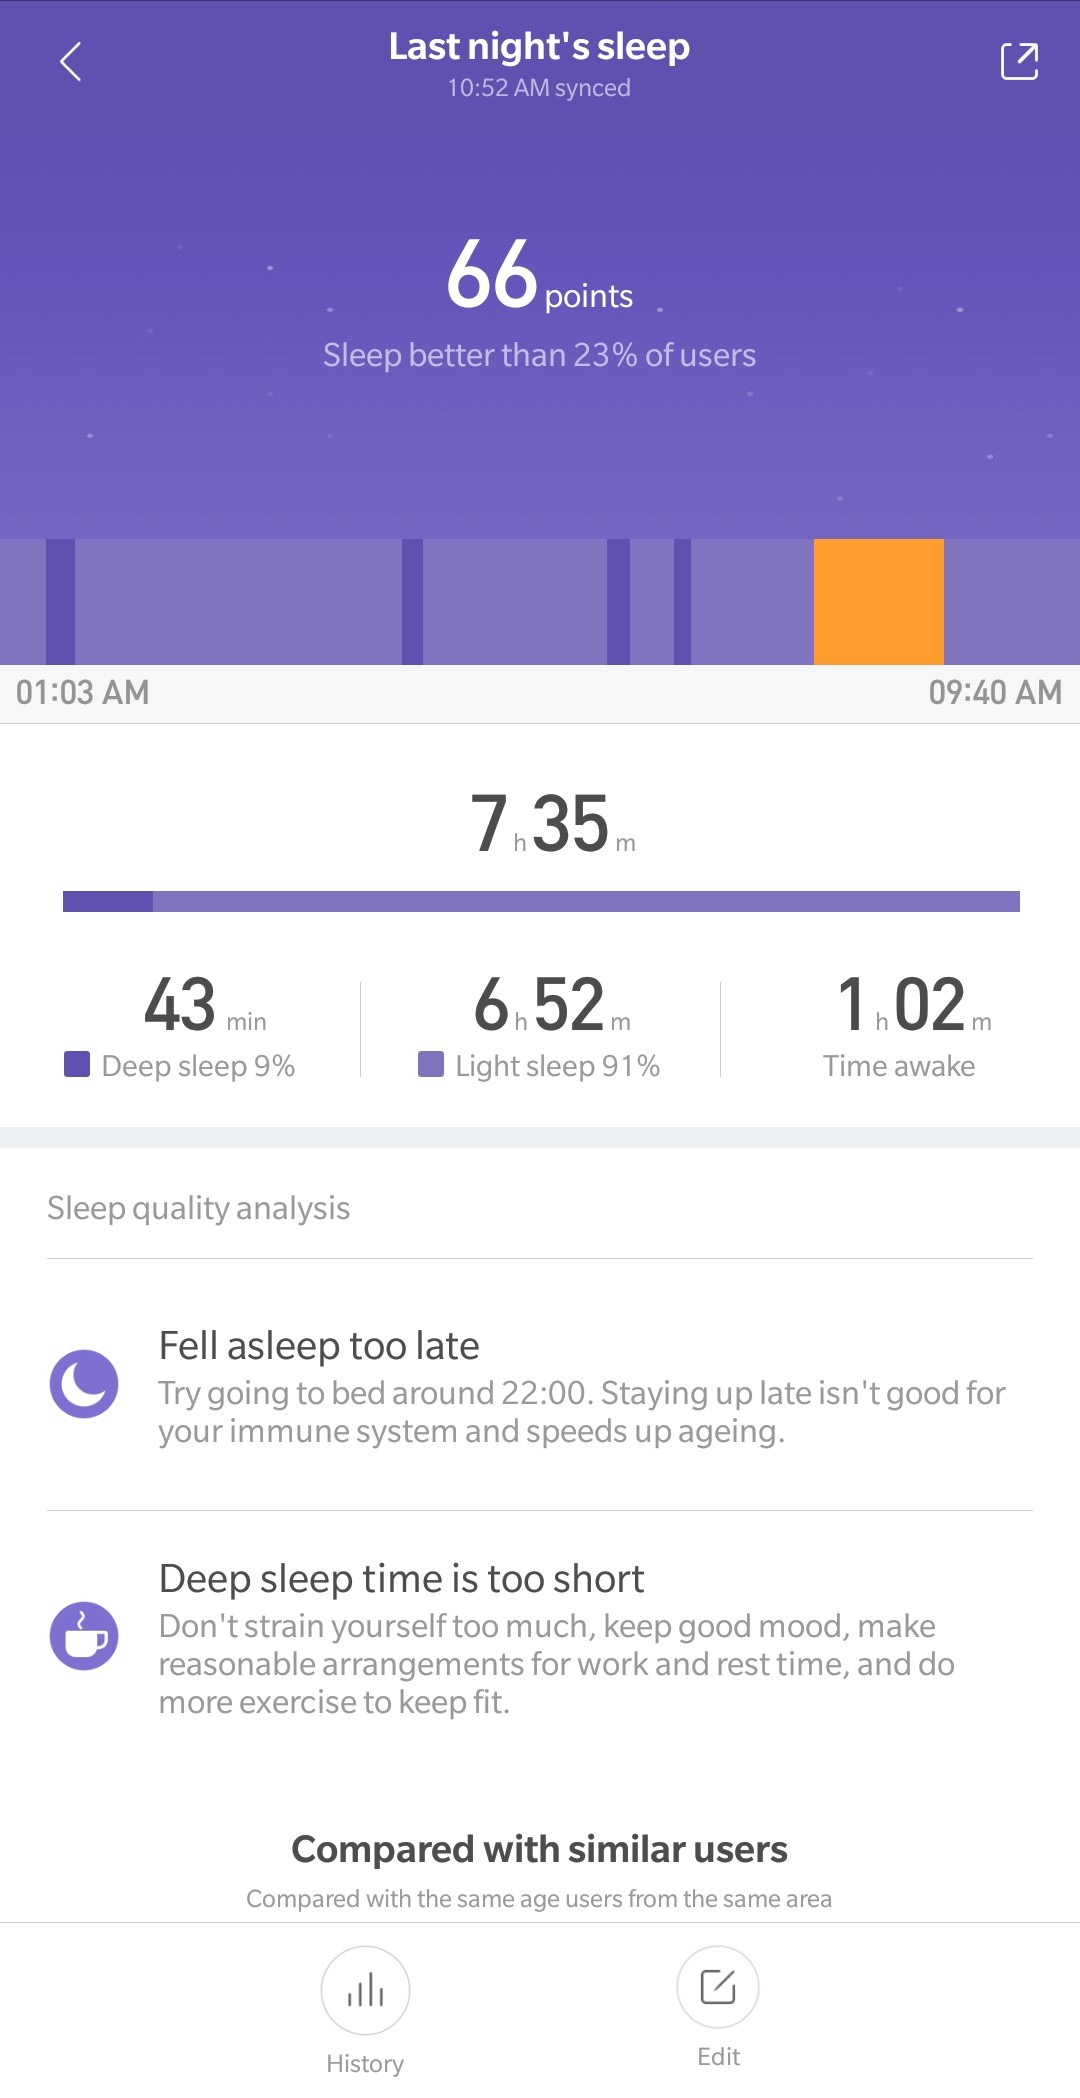 Last night's sleep
10:52 AM synced
66 points
Sleep better than 23% of users
01:03 AM 09:40 AM
7 h 35 m
43 min 6 h 52 m 1 h 02 m
Deep sleep 9% Light sleep 91% Time awake
Sleep quality analysis
Fell asleep too late
Try going to bed around 22:00. Staying up late isn't good for
your immune system and speeds up ageing.
Deep sleep time is too short
Don't strain yourself too much, keep good mood, make
reasonable arrangements for work and rest time, and do
more exercise to keep fit.
Compared with similar users
Compared with the same age users from the same area
History Edit